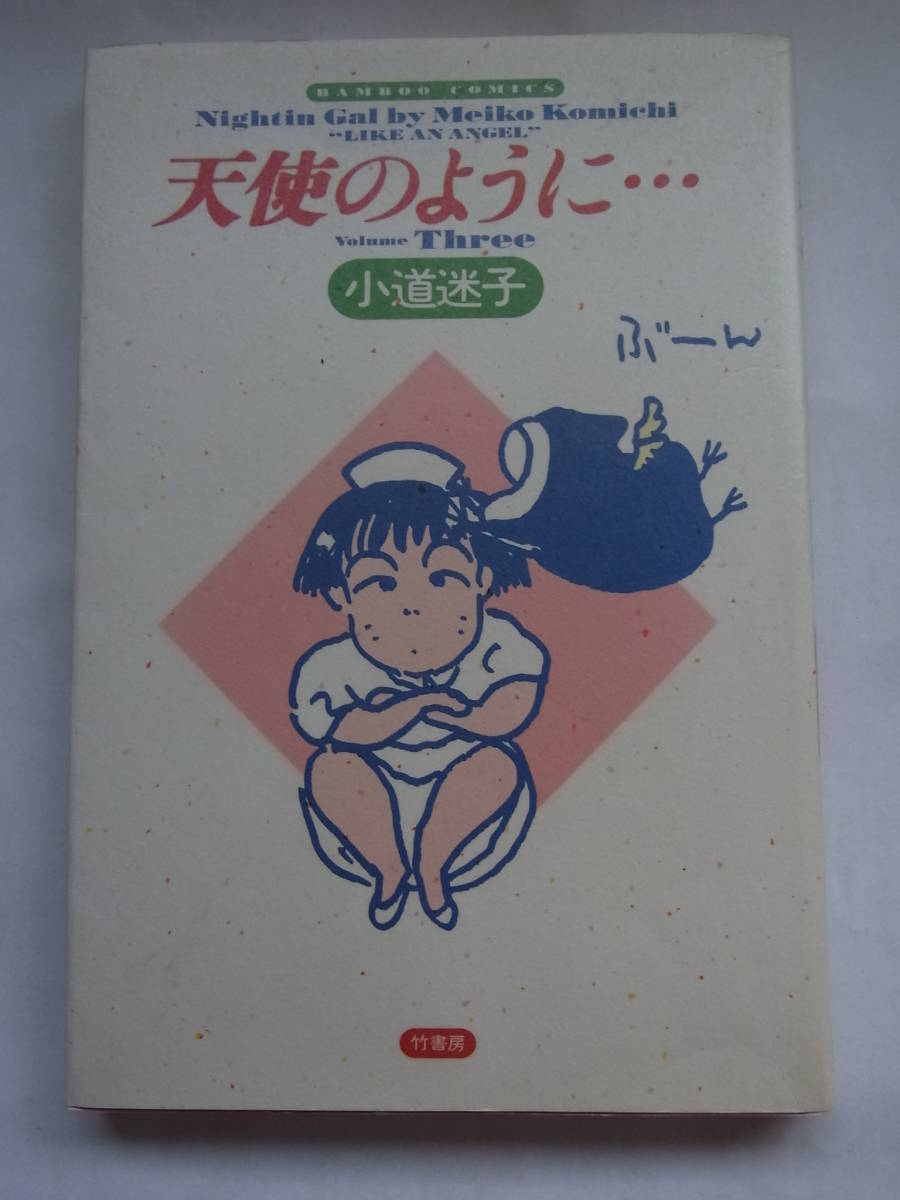 BAMBOO COMICS
Nightin Gal by Meiko Komichi
“LIKE AN ANGEL”
天使のように…
Volume Three
小道迷子
ぶーん
竹書房